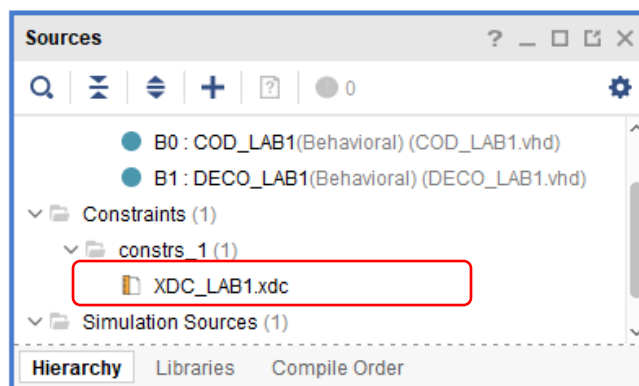 Sources
0
B0 : COD_LAB1(Behavioral) (COD_LAB1.vhd)
B1 : DECO_LAB1(Behavioral) (DECO_LAB1.vhd)
Constraints (1)
constrs_1 (1)
XDC_LAB1.xdc
Simulation Sources (1)
Hierarchy Libraries Compile Order